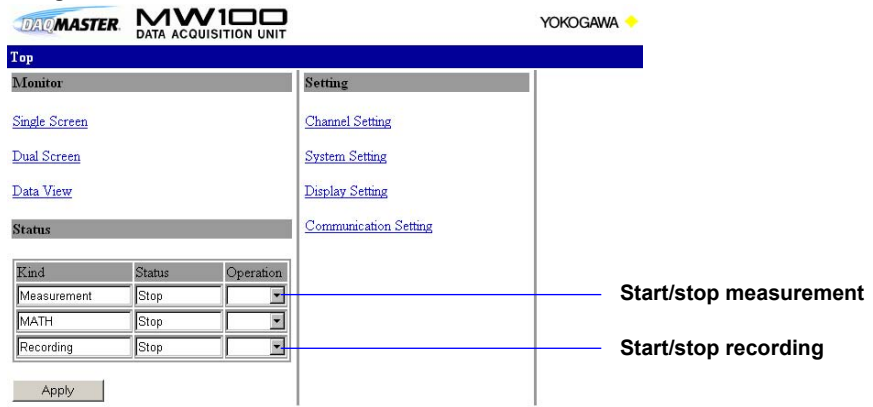 DAQMASTER MW100 YOKOGAWA
DATA ACQUISITION UNIT
Top
Monitor
Single Screen
Dual Screen
Data View
Status
Kind Status Operation
Measurement Stop
MATH Stop
Recording Stop
Apply
Setting
Channel Setting
System Setting
Display Setting
Communication Setting
Start/stop measurement
Start/stop recording